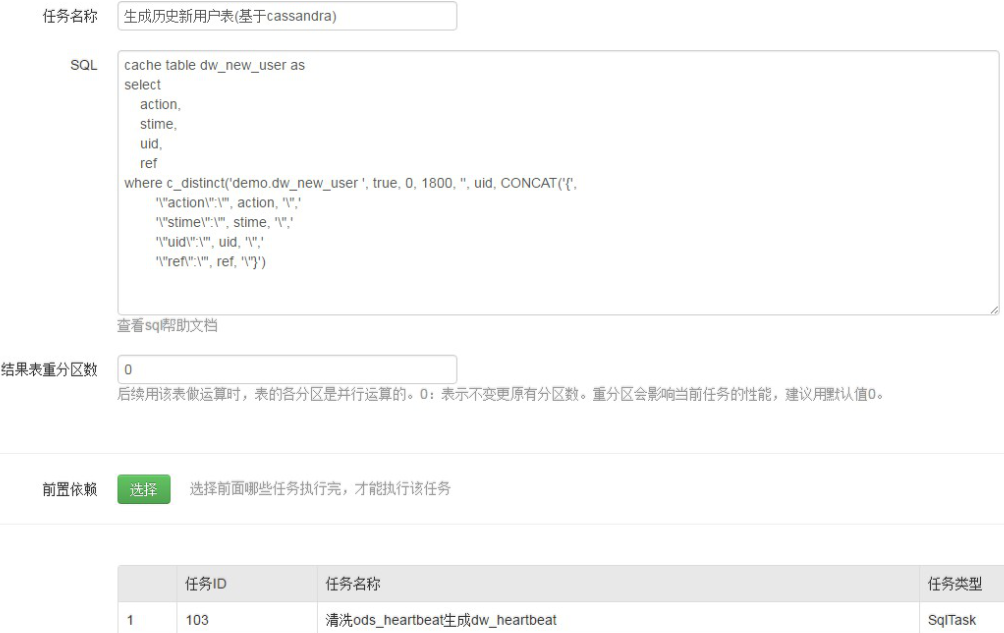 任务名称 生成历史新用户表(基于cassandra)
SQL cache table dw_new_user as
select
action,
stime,
uid,
ref
where c_distinct('demo.dw_new_user ', true, 0, 1800, '', uid, CONCAT('{',
'\"action\":\"', action, '\",'
'\"stime\":\"', stime, '\",'
'\"uid\":\"', uid, '\",'
'\"ref\":\"', ref, '\"}')
查看sql帮助文档
结果表重分区数 0
后续用该表做运算时，表的各分区是并行运算的。0：表示不变更原有分区数。重分区会影响当前任务的性能，建议用默认值0。
前置依赖 选择 选择前面哪些任务执行完，才能执行该任务
任务ID 任务名称 任务类型
1 103 清洗ods_heartbeat生成dw_heartbeat SqlTask